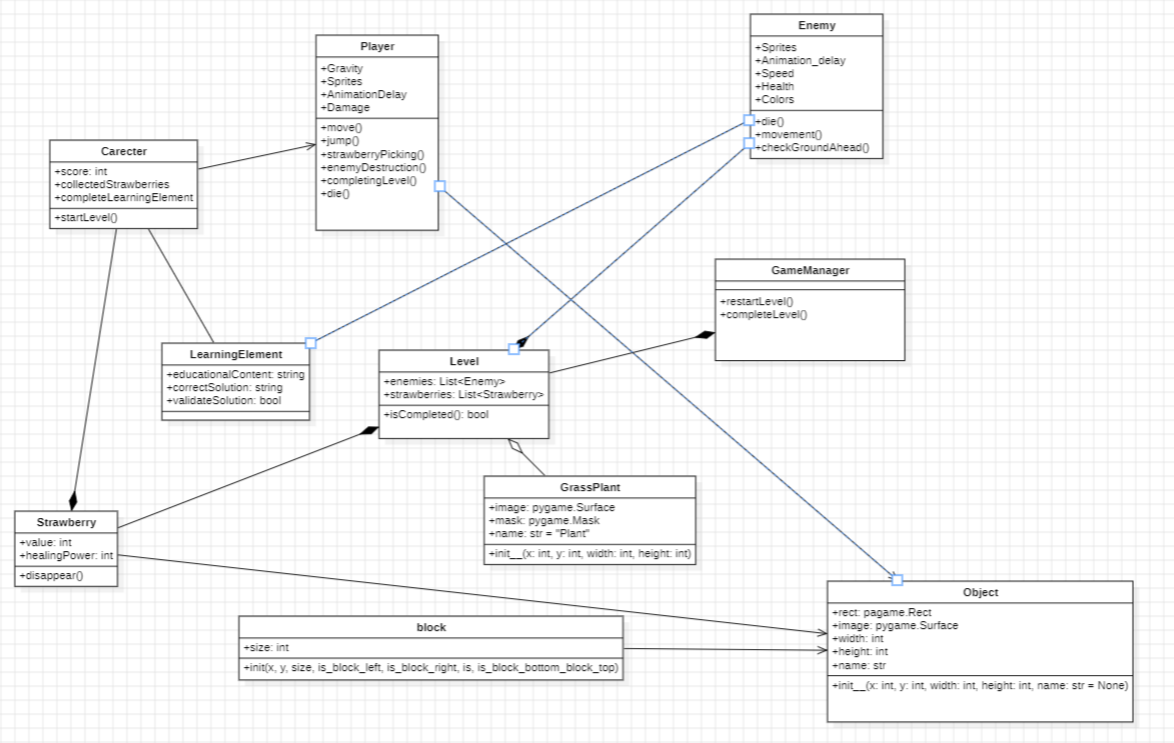 Enemy
+Sprites
+Animation_delay
+Speed
+Health
+Colors
+die()
+movement()
+checkGroundAhead()
Player
+Gravity
+Sprites
+AnimationDelay
+Damage
+move()
+jump()
+strawberryPicking()
+enemyDestruction()
+completingLevel()
+die()
Carecter
+score: int
+collectedStrawberries
+completeLearningElement
+startLevel()
GameManager
+restartLevel()
+completeLevel()
LearningElement
+educationalContent: string
+correctSolution: string
+validateSolution: bool
Level
+enemies: List<Enemy>
+strawberries: List<Strawberry>
+isCompleted(): bool
GrassPlant
+image: pygame.Surface
+mask: pygame.Mask
+name: str = "Plant"
+init__(x: int, y: int, width: int, height: int)
Strawberry
+value: int
+healingPower: int
+disappear()
block
+size: int
+init(x, y, size, is_block_left, is_block_right, is, is_block_bottom_block_top)
Object
+rect: pagame.Rect
+image: pygame.Surface
+width: int
+height: int
+name: str
+init__(x: int, y: int, width: int, height: int, name: str = None)